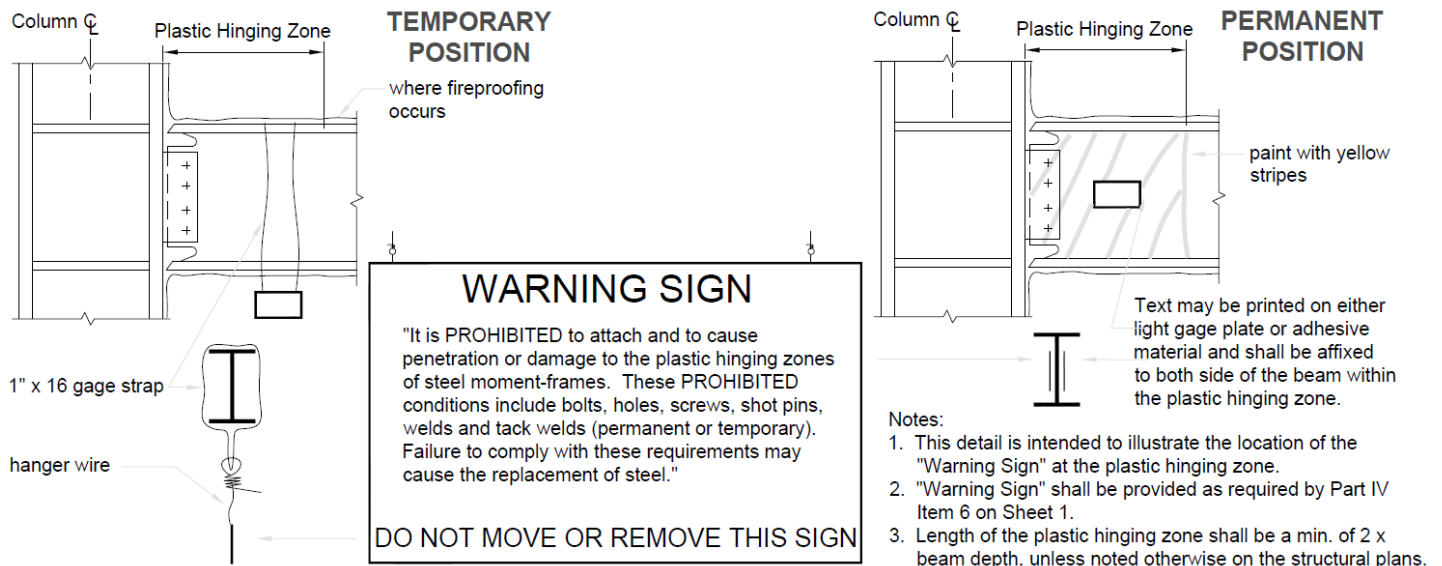 Column ℄
Plastic Hinging Zone
TEMPORARY
POSITION
where fireproofing
occurs
1" x 16 gage strap
hanger wire
WARNING SIGN
"It is PROHIBITED to attach and to cause
penetration or damage to the plastic hinging zones
of steel moment-frames. These PROHIBITED
conditions include bolts, holes, screws, shot pins,
welds and tack welds (permanent or temporary).
Failure to comply with these requirements may
cause the replacement of steel."
DO NOT MOVE OR REMOVE THIS SIGN
Column ℄
Plastic Hinging Zone
PERMANENT
POSITION
paint with yellow
stripes
Text may be printed on either
light gage plate or adhesive
material and shall be affixed
to both side of the beam within
the plastic hinging zone.
Notes:
1. This detail is intended to illustrate the location of the
"Warning Sign" at the plastic hinging zone.
2. "Warning Sign" shall be provided as required by Part IV
Item 6 on Sheet 1.
3. Length of the plastic hinging zone shall be a min. of 2 x
beam depth, unless noted otherwise on the structural plans.